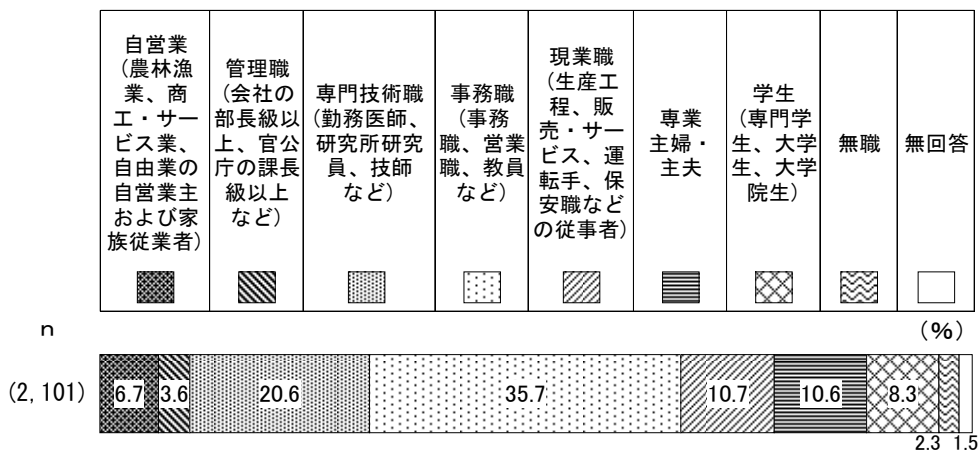 自営業
(農林漁
業、商
工・サー
ビス業、
自由業の
自営業主
および家
族従業者)
管理職
(会社の
部長級以
上、官公
庁の課長
級以上
など)
専門技術職
(勤務医師、
研究所研究
員、技師
など)
事務職
(事務
職、営業
職、教員
など)
現業職
(生産工
程、販
売・サー
ビス、運
転手、保
安職など
の従事者)
専業
主婦・
主夫
学生
(専門学
生、大学
生、大学
院生)
無職
無回答
n
(%)
(2,101)
6.7
3.6
20.6
35.7
10.7
10.6
8.3
2.3
1.5